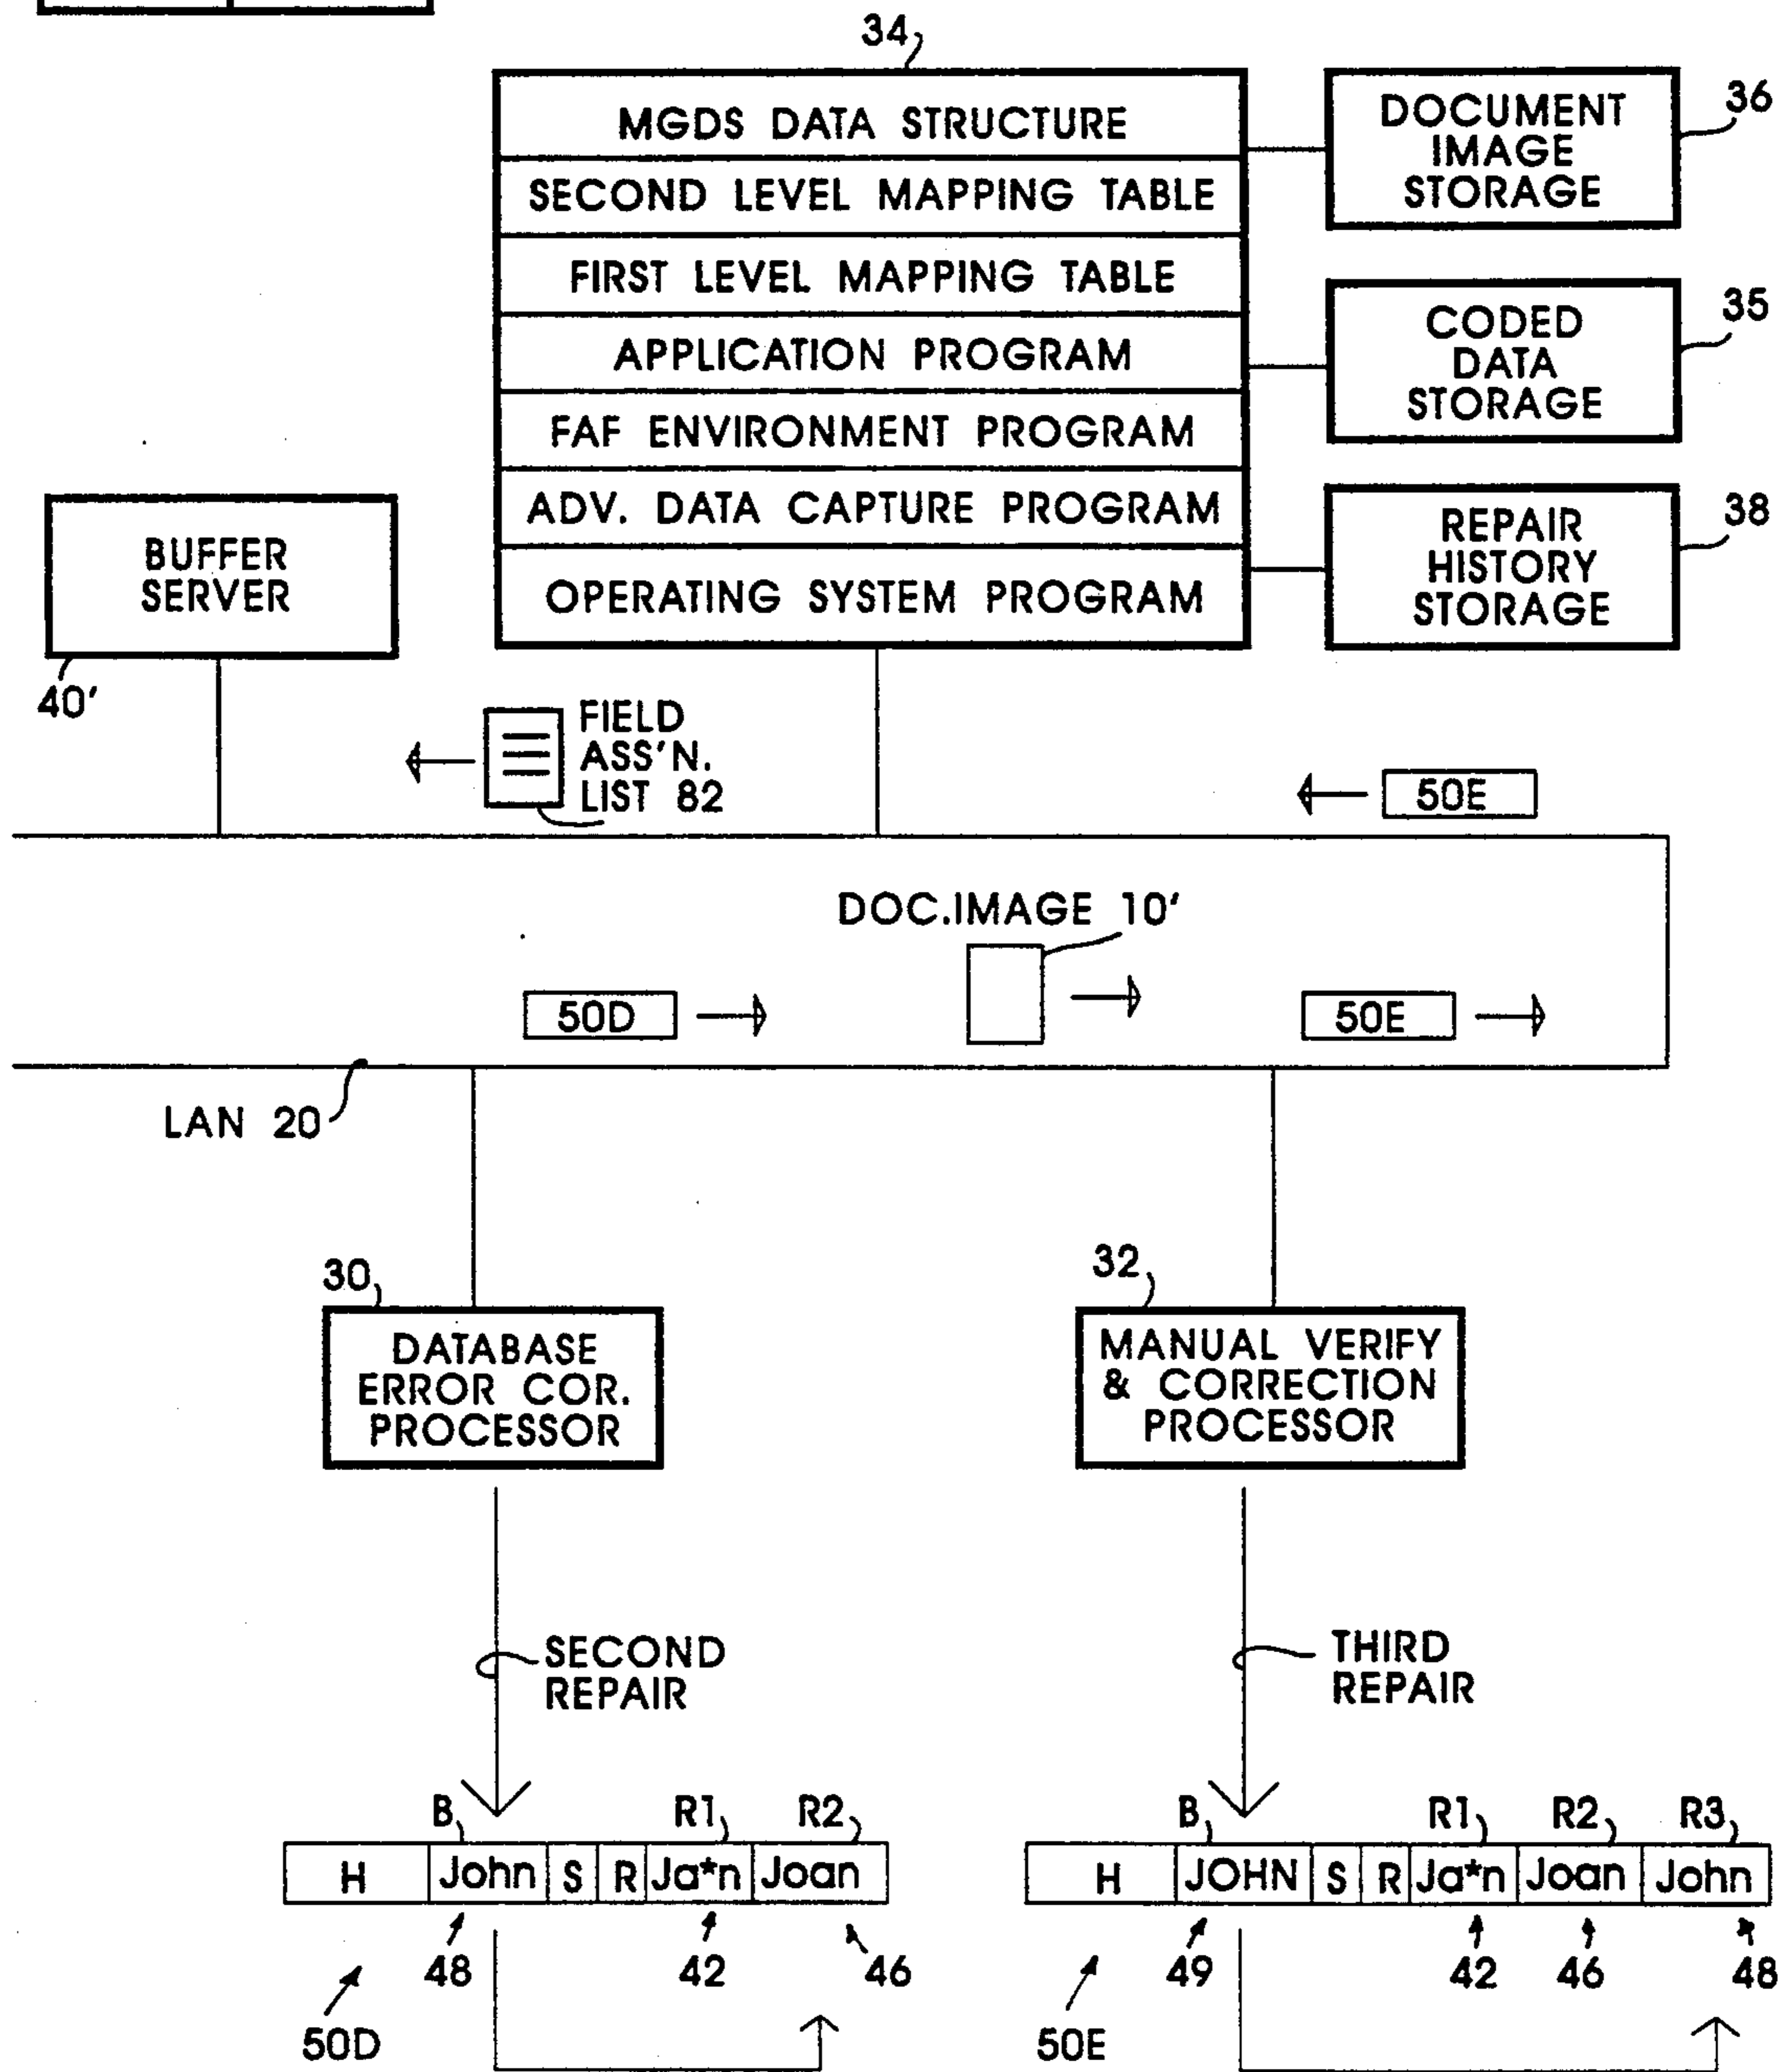 34
MGDS DATA STRUCTURE
SECOND LEVEL MAPPING TABLE
FIRST LEVEL MAPPING TABLE
APPLICATION PROGRAM
FAF ENVIRONMENT PROGRAM
ADV. DATA CAPTURE PROGRAM
OPERATING SYSTEM PROGRAM
DOCUMENT
IMAGE
STORAGE
36
CODED
DATA
STORAGE
35
REPAIR
HISTORY
STORAGE
38
BUFFER
SERVER
40'
FIELD
ASS'N.
LIST 82
50E
DOC.IMAGE 10'
50D
50E
LAN 20
30
DATABASE
ERROR COR.
PROCESSOR
32
MANUAL VERIFY
& CORRECTION
PROCESSOR
SECOND
REPAIR
THIRD
REPAIR
B R1 R2
H John S R Ja*n Joan
48 42 46
50D
B R1 R2 R3
H JOHN S R Ja*n Joan John
49 42 46 48
50E